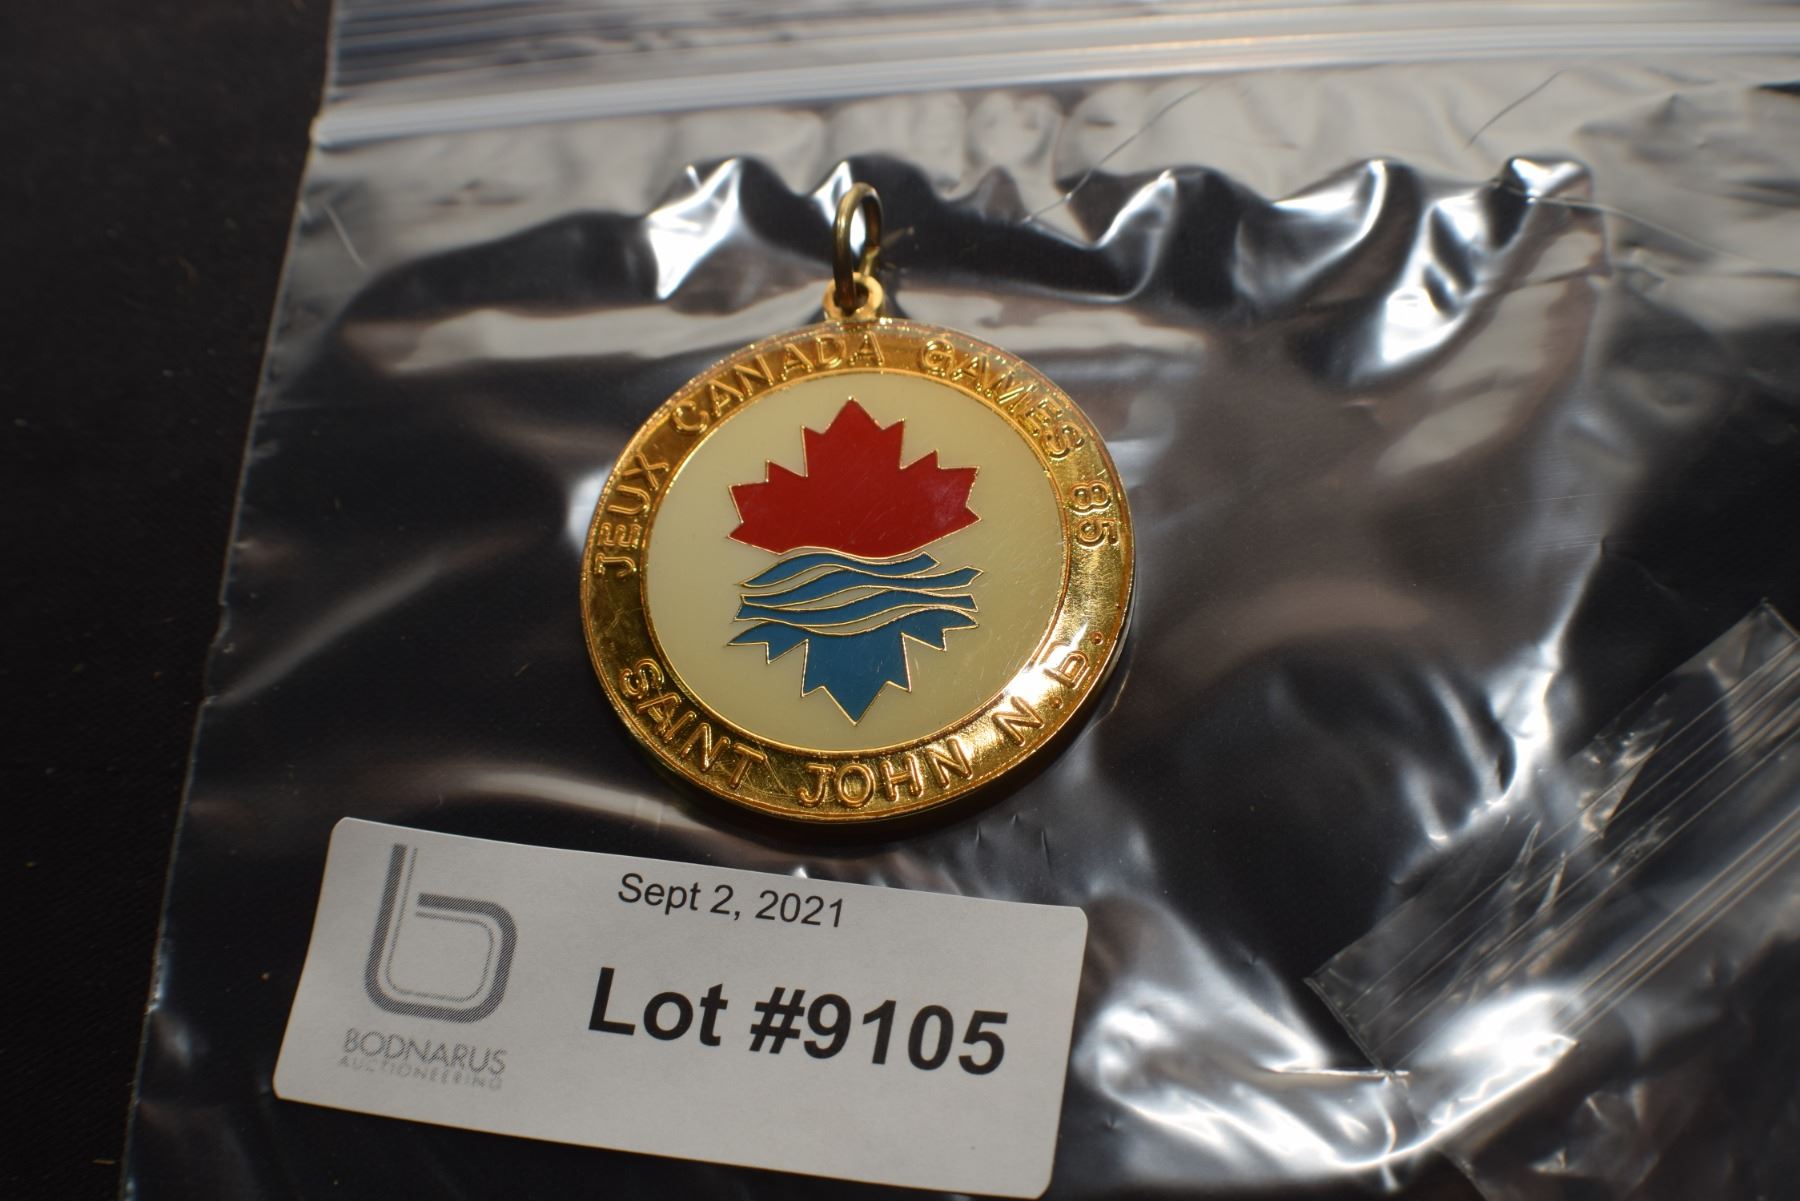 JEUX CANADA GAMES 85
SAINT JOHN N.B.
Sept 2, 2021
Lot #9105
BODNARUS
AUCTIONEERING